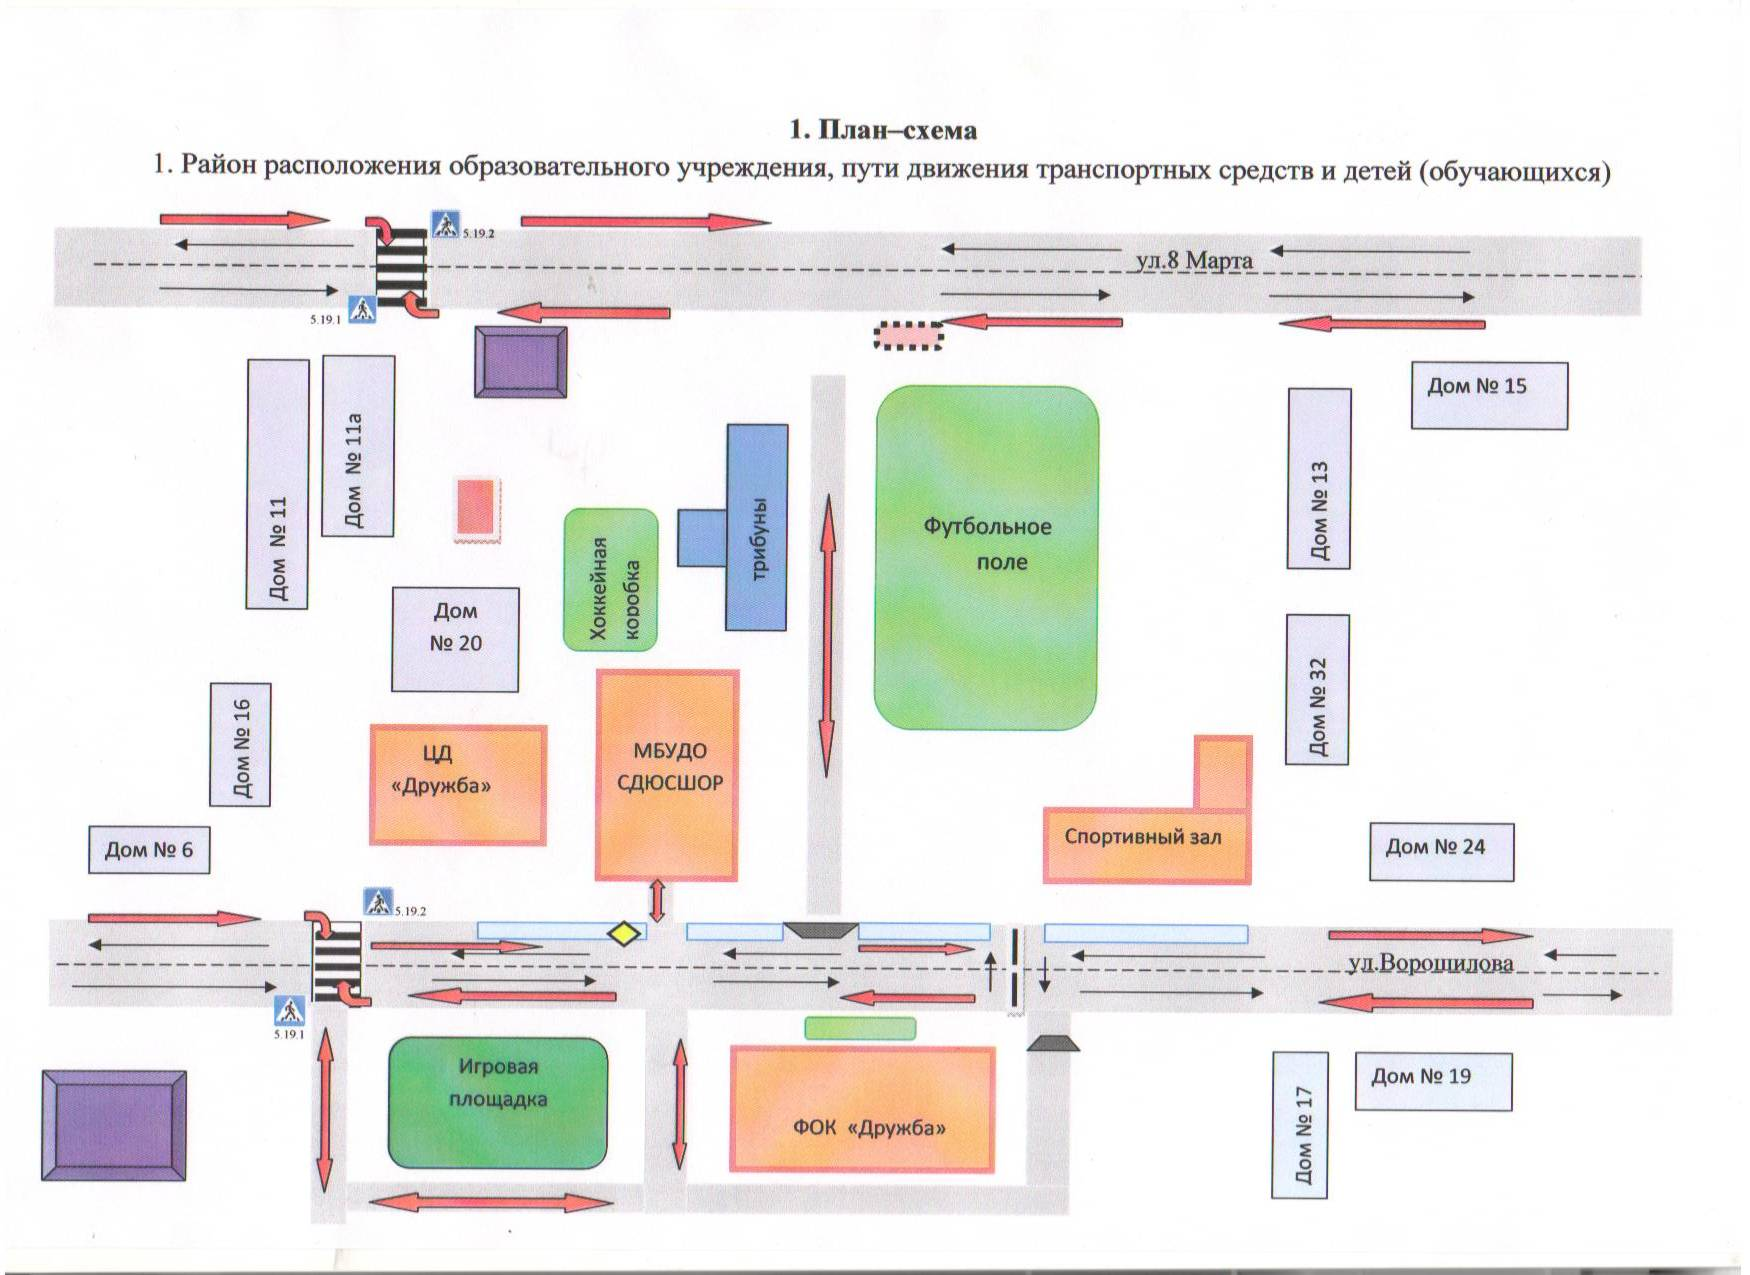 1. План–схема
1. Район расположения образовательного учреждения, пути движения транспортных средств и детей (обучающихся)
5.19.2
ул.8 Марта
5.19.1
Дом № 15
Дом № 11
Дом № 11а
Дом № 13
трибуны
Футбольное
поле
Хоккейная
коробка
Дом
№ 20
Дом № 32
Дом № 16
ЦД
«Дружба»
МБУДО
СДЮСШОР
Спортивный зал
Дом № 6
Дом № 24
5.19.2
ул.Ворошилова
5.19.1
Игровая
площадка
ФОК «Дружба»
Дом № 17
Дом № 19